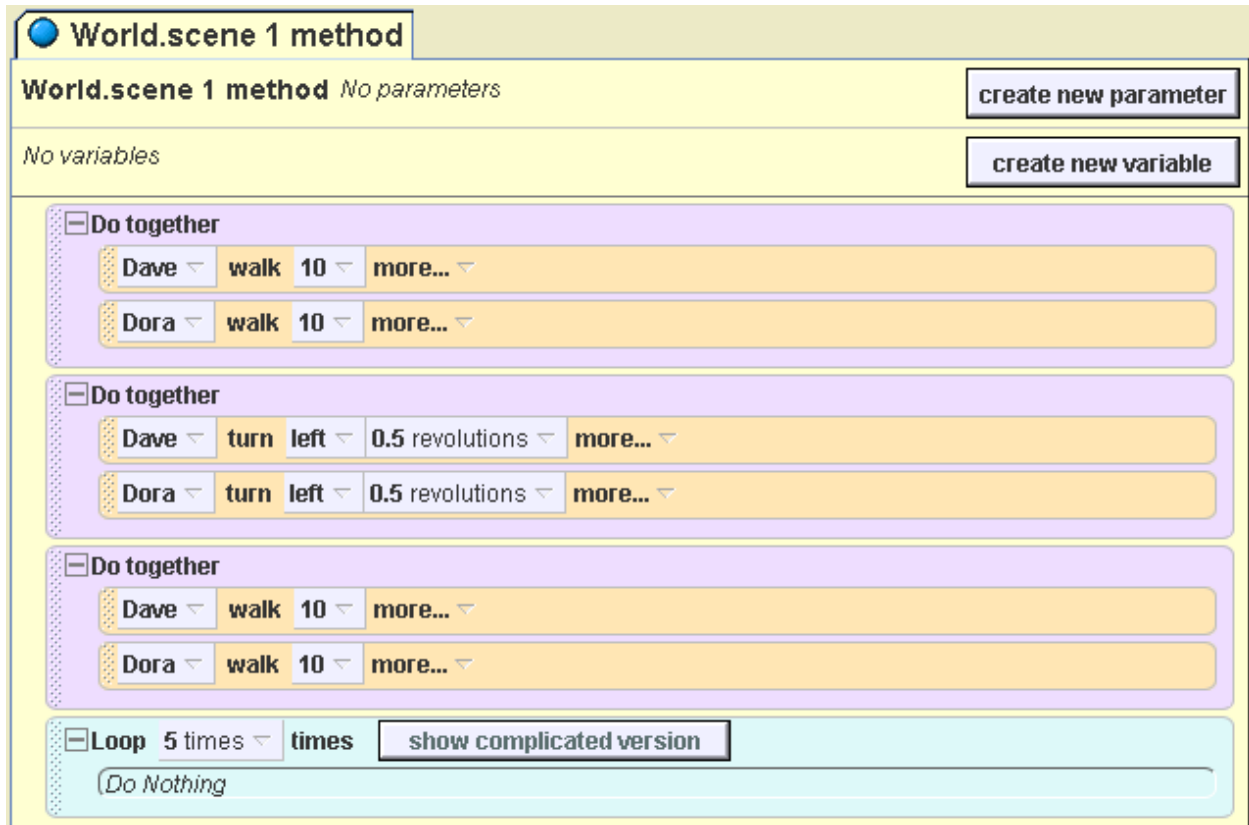 World.scene 1 method
World.scene 1 method No parameters create new parameter
No variables create new variable
Do together
Dave walk 10 more...
Dora walk 10 more...
Do together
Dave turn left 0.5 revolutions more...
Dora turn left 0.5 revolutions more...
Do together
Dave walk 10 more...
Dora walk 10 more...
Loop 5 times times show complicated version
Do Nothing